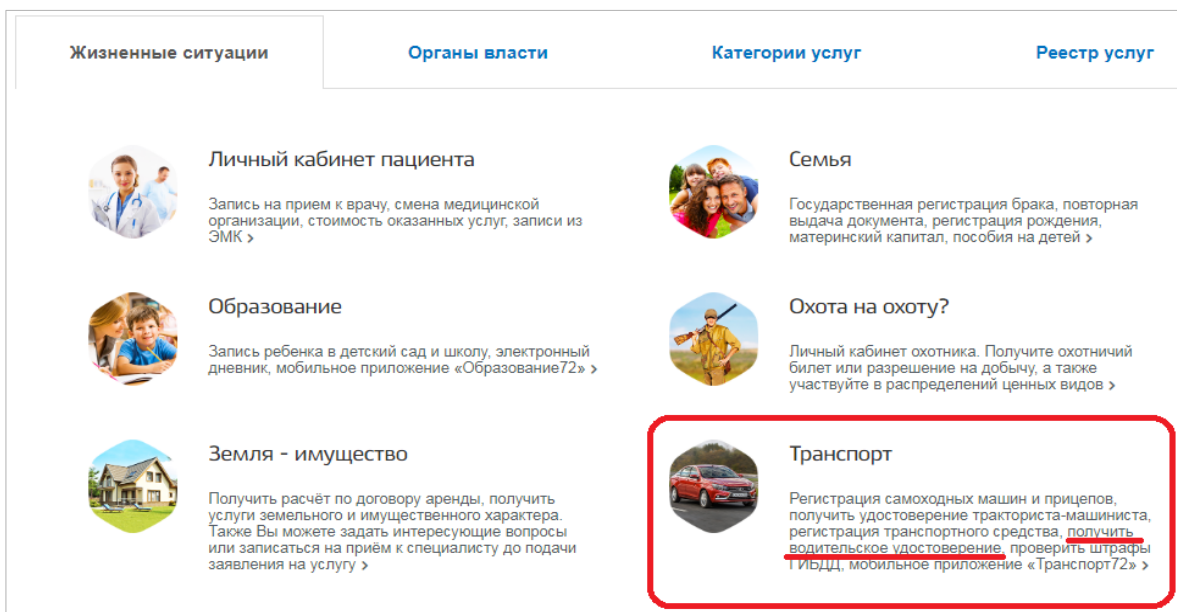 Жизненные ситуации
Органы власти
Категории услуг
Реестр услуг
Личный кабинет пациента
Запись на прием к врачу, смена медицинской
организации, стоимость оказанных услуг, записи из
ЭМК >
Семья
Государственная регистрация брака, повторная
выдача документа, регистрация рождения,
материнский капитал, пособия на детей >
Образование
Запись ребенка в детский сад и школу, электронный
дневник, мобильное приложение «Образование72» >
Охота на охоту?
Личный кабинет охотника. Получите охотничий
билет или разрешение на добычу, а также
участвуйте в распределений ценных видов >
Земля - имущество
Получить расчёт по договору аренды, получить
услуги земельного и имущественного характера.
Также Вы можете задать интересующие вопросы
или записаться на приём к специалисту до подачи
заявления на услугу >
Транспорт
Регистрация самоходных машин и прицепов,
получить удостоверение тракториста-машиниста,
регистрация транспортного средства, получить
водительское удостоверение, проверить штрафы
ГИБДД, мобильное приложение «Транспорт72» >